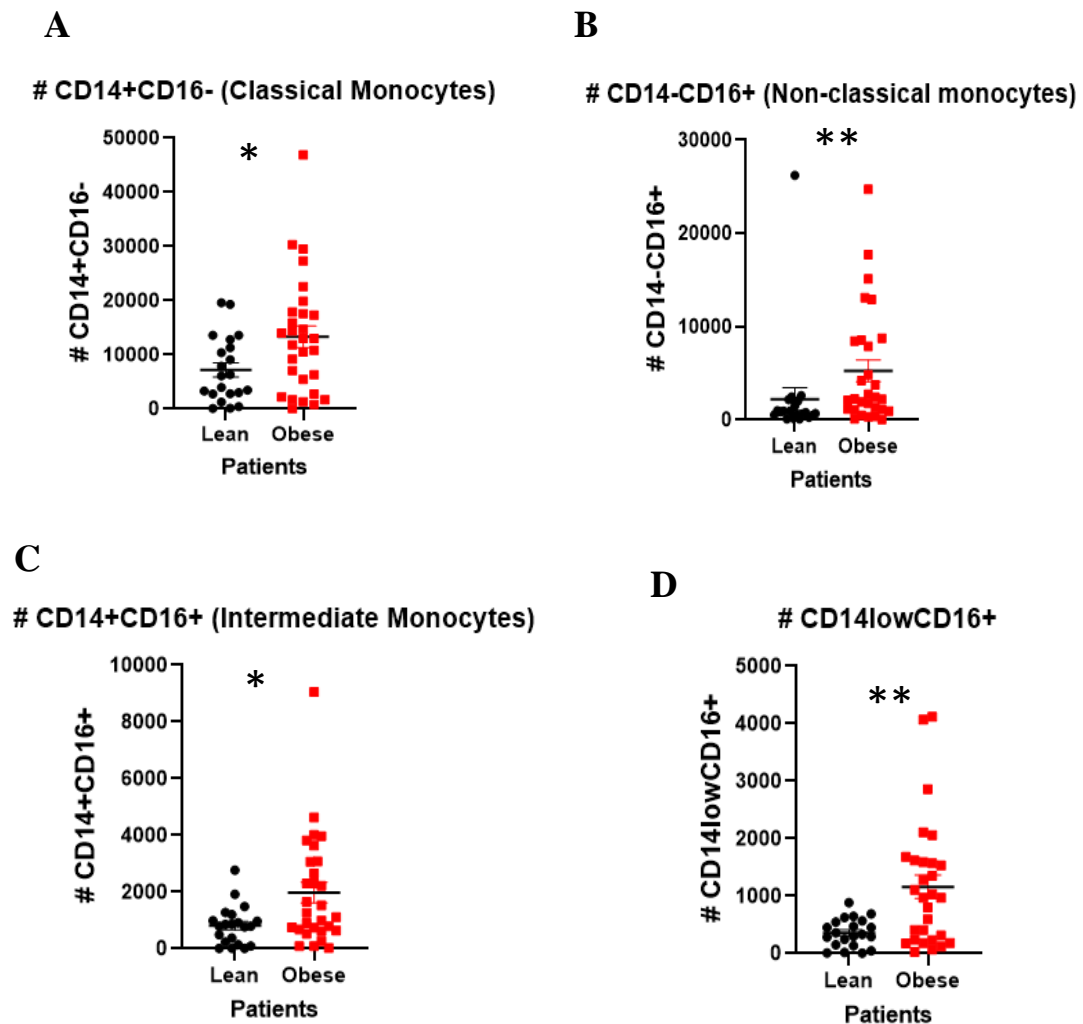 A
# CD14+CD16- (Classical Monocytes)
# CD14+CD16-
50000
40000
30000
20000
10000
0
*
Lean
Obese
Patients
B
# CD14-CD16+ (Non-classical monocytes)
# CD14-CD16+
30000
20000
10000
0
**
Lean
Obese
Patients
C
# CD14+CD16+ (Intermediate Monocytes)
# CD14+CD16+
10000
8000
6000
4000
2000
0
*
Lean
Obese
Patients
D
# CD14lowCD16+
# CD14lowCD16+
5000
4000
3000
2000
1000
0
**
Lean
Obese
Patients